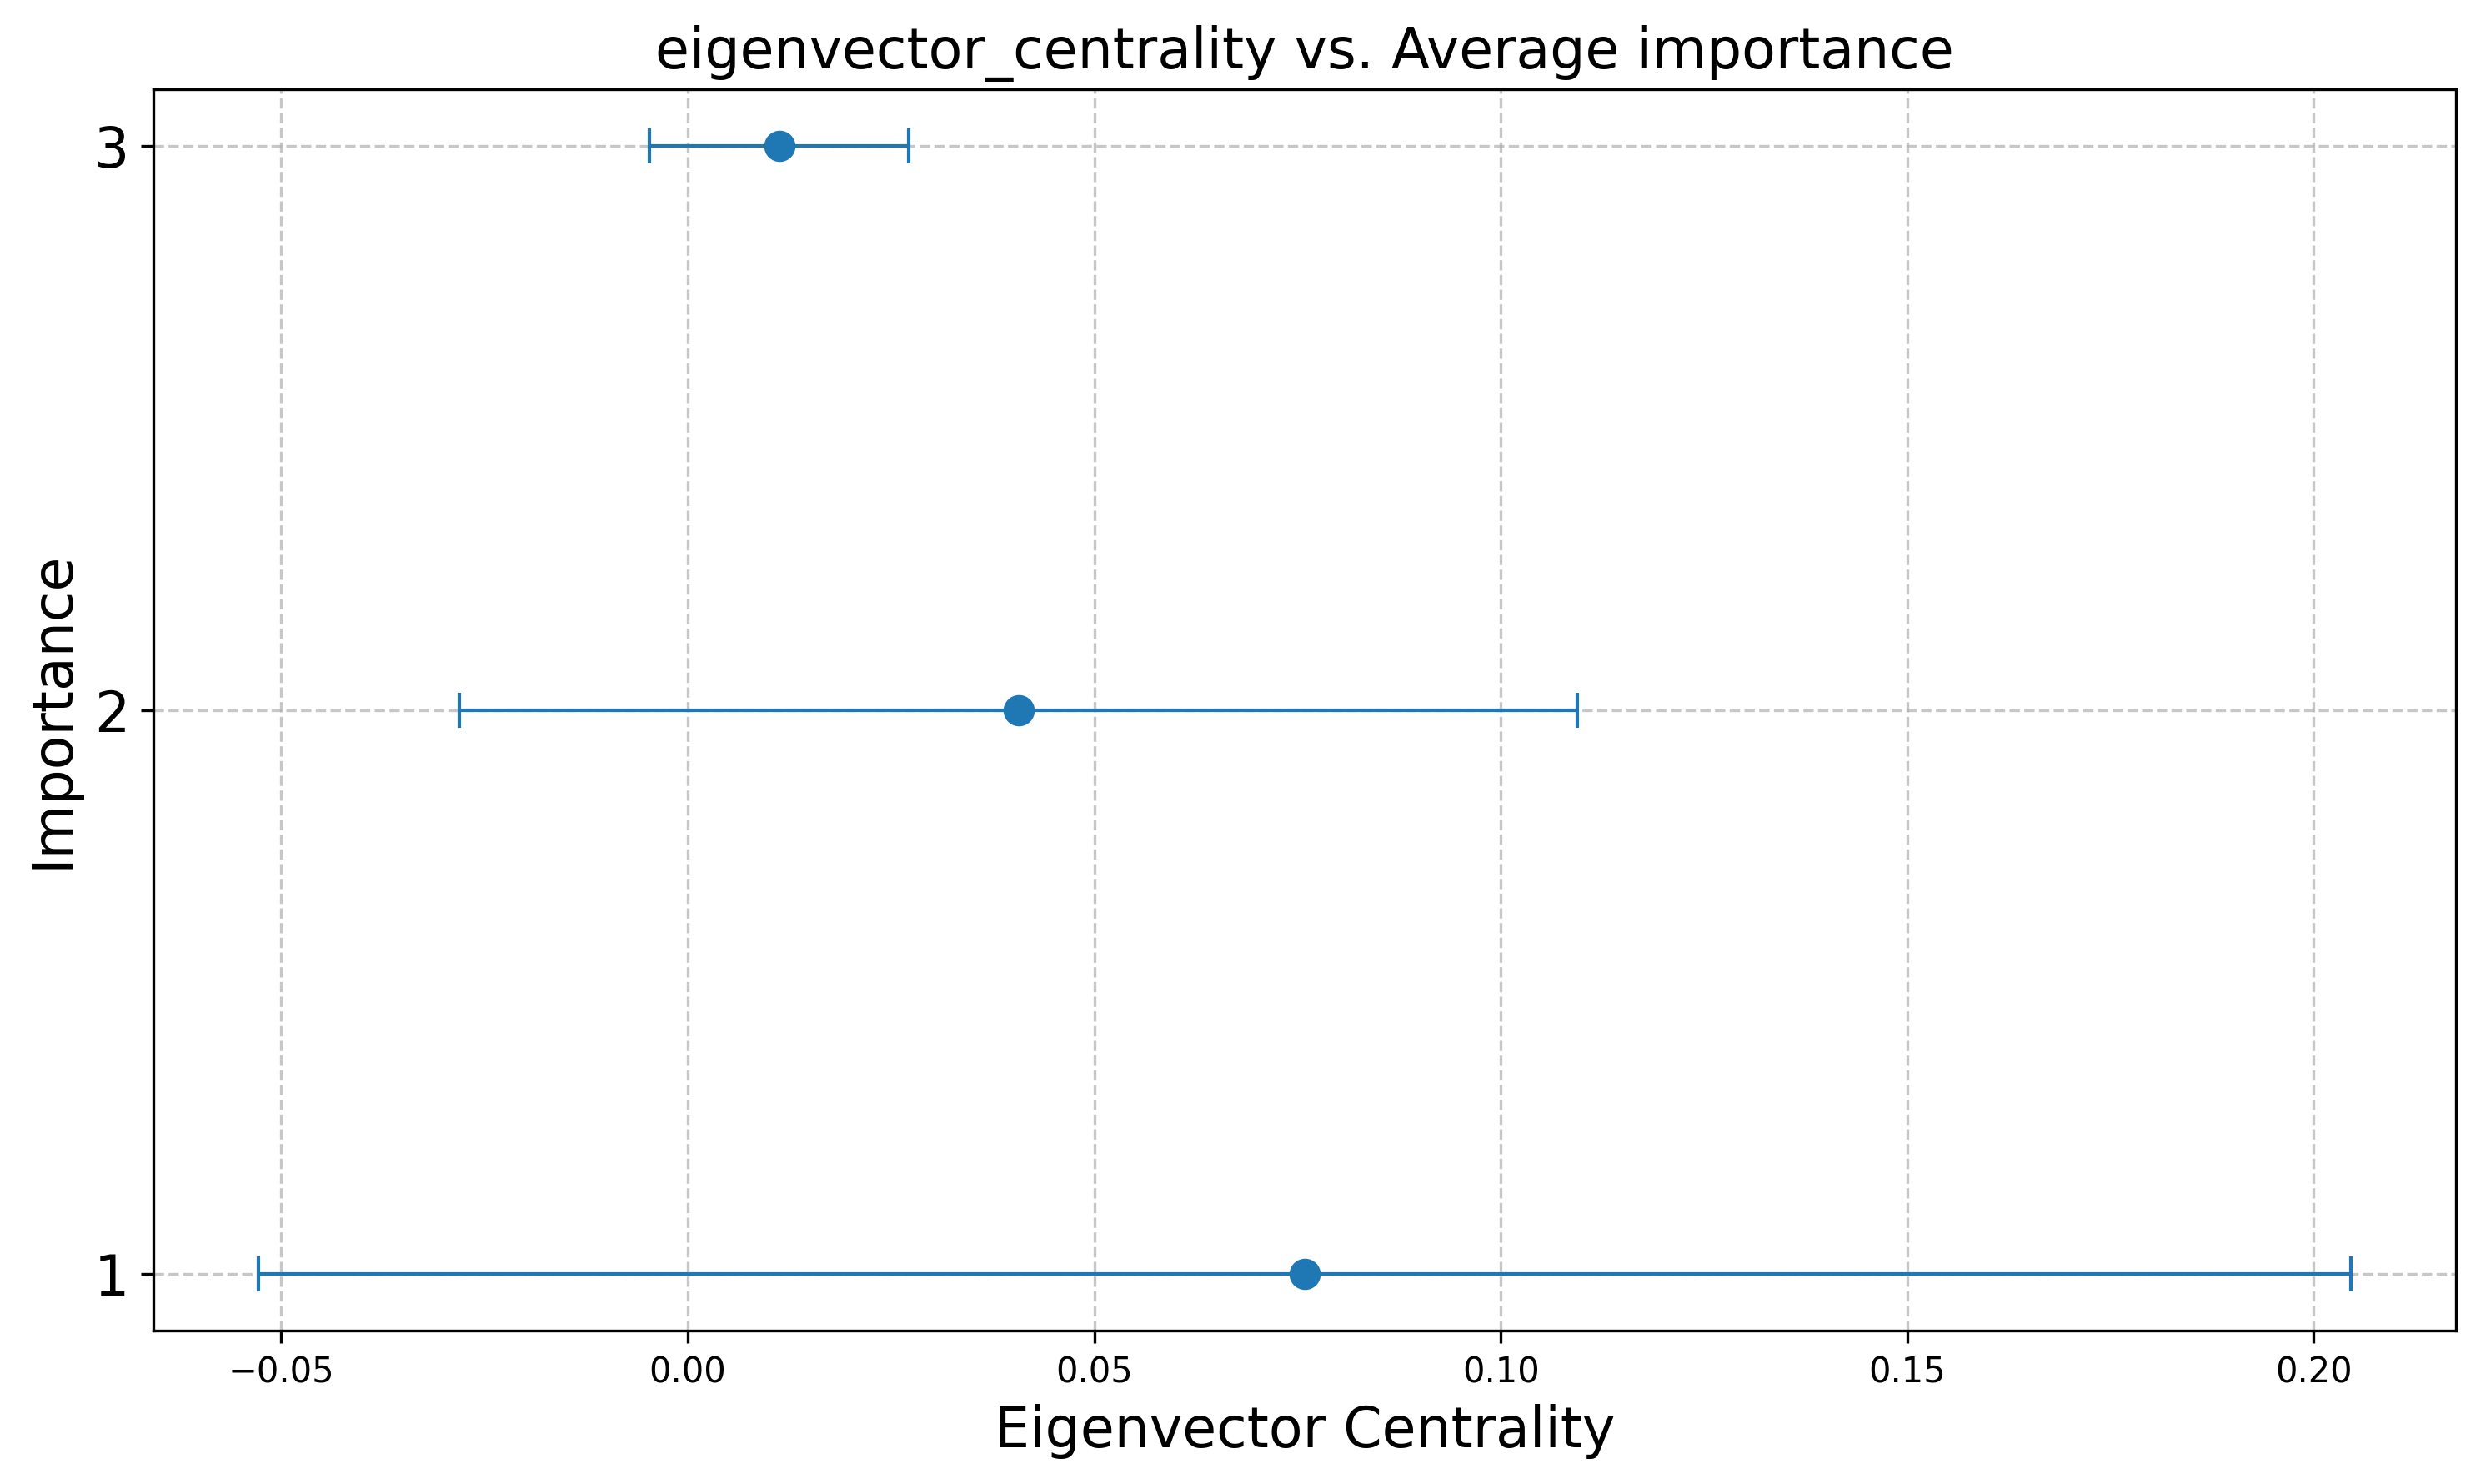 eigenvector_centrality vs. Average importance
3
2
1
Importance
−0.05 0.00 0.05 0.10 0.15 0.20
Eigenvector Centrality